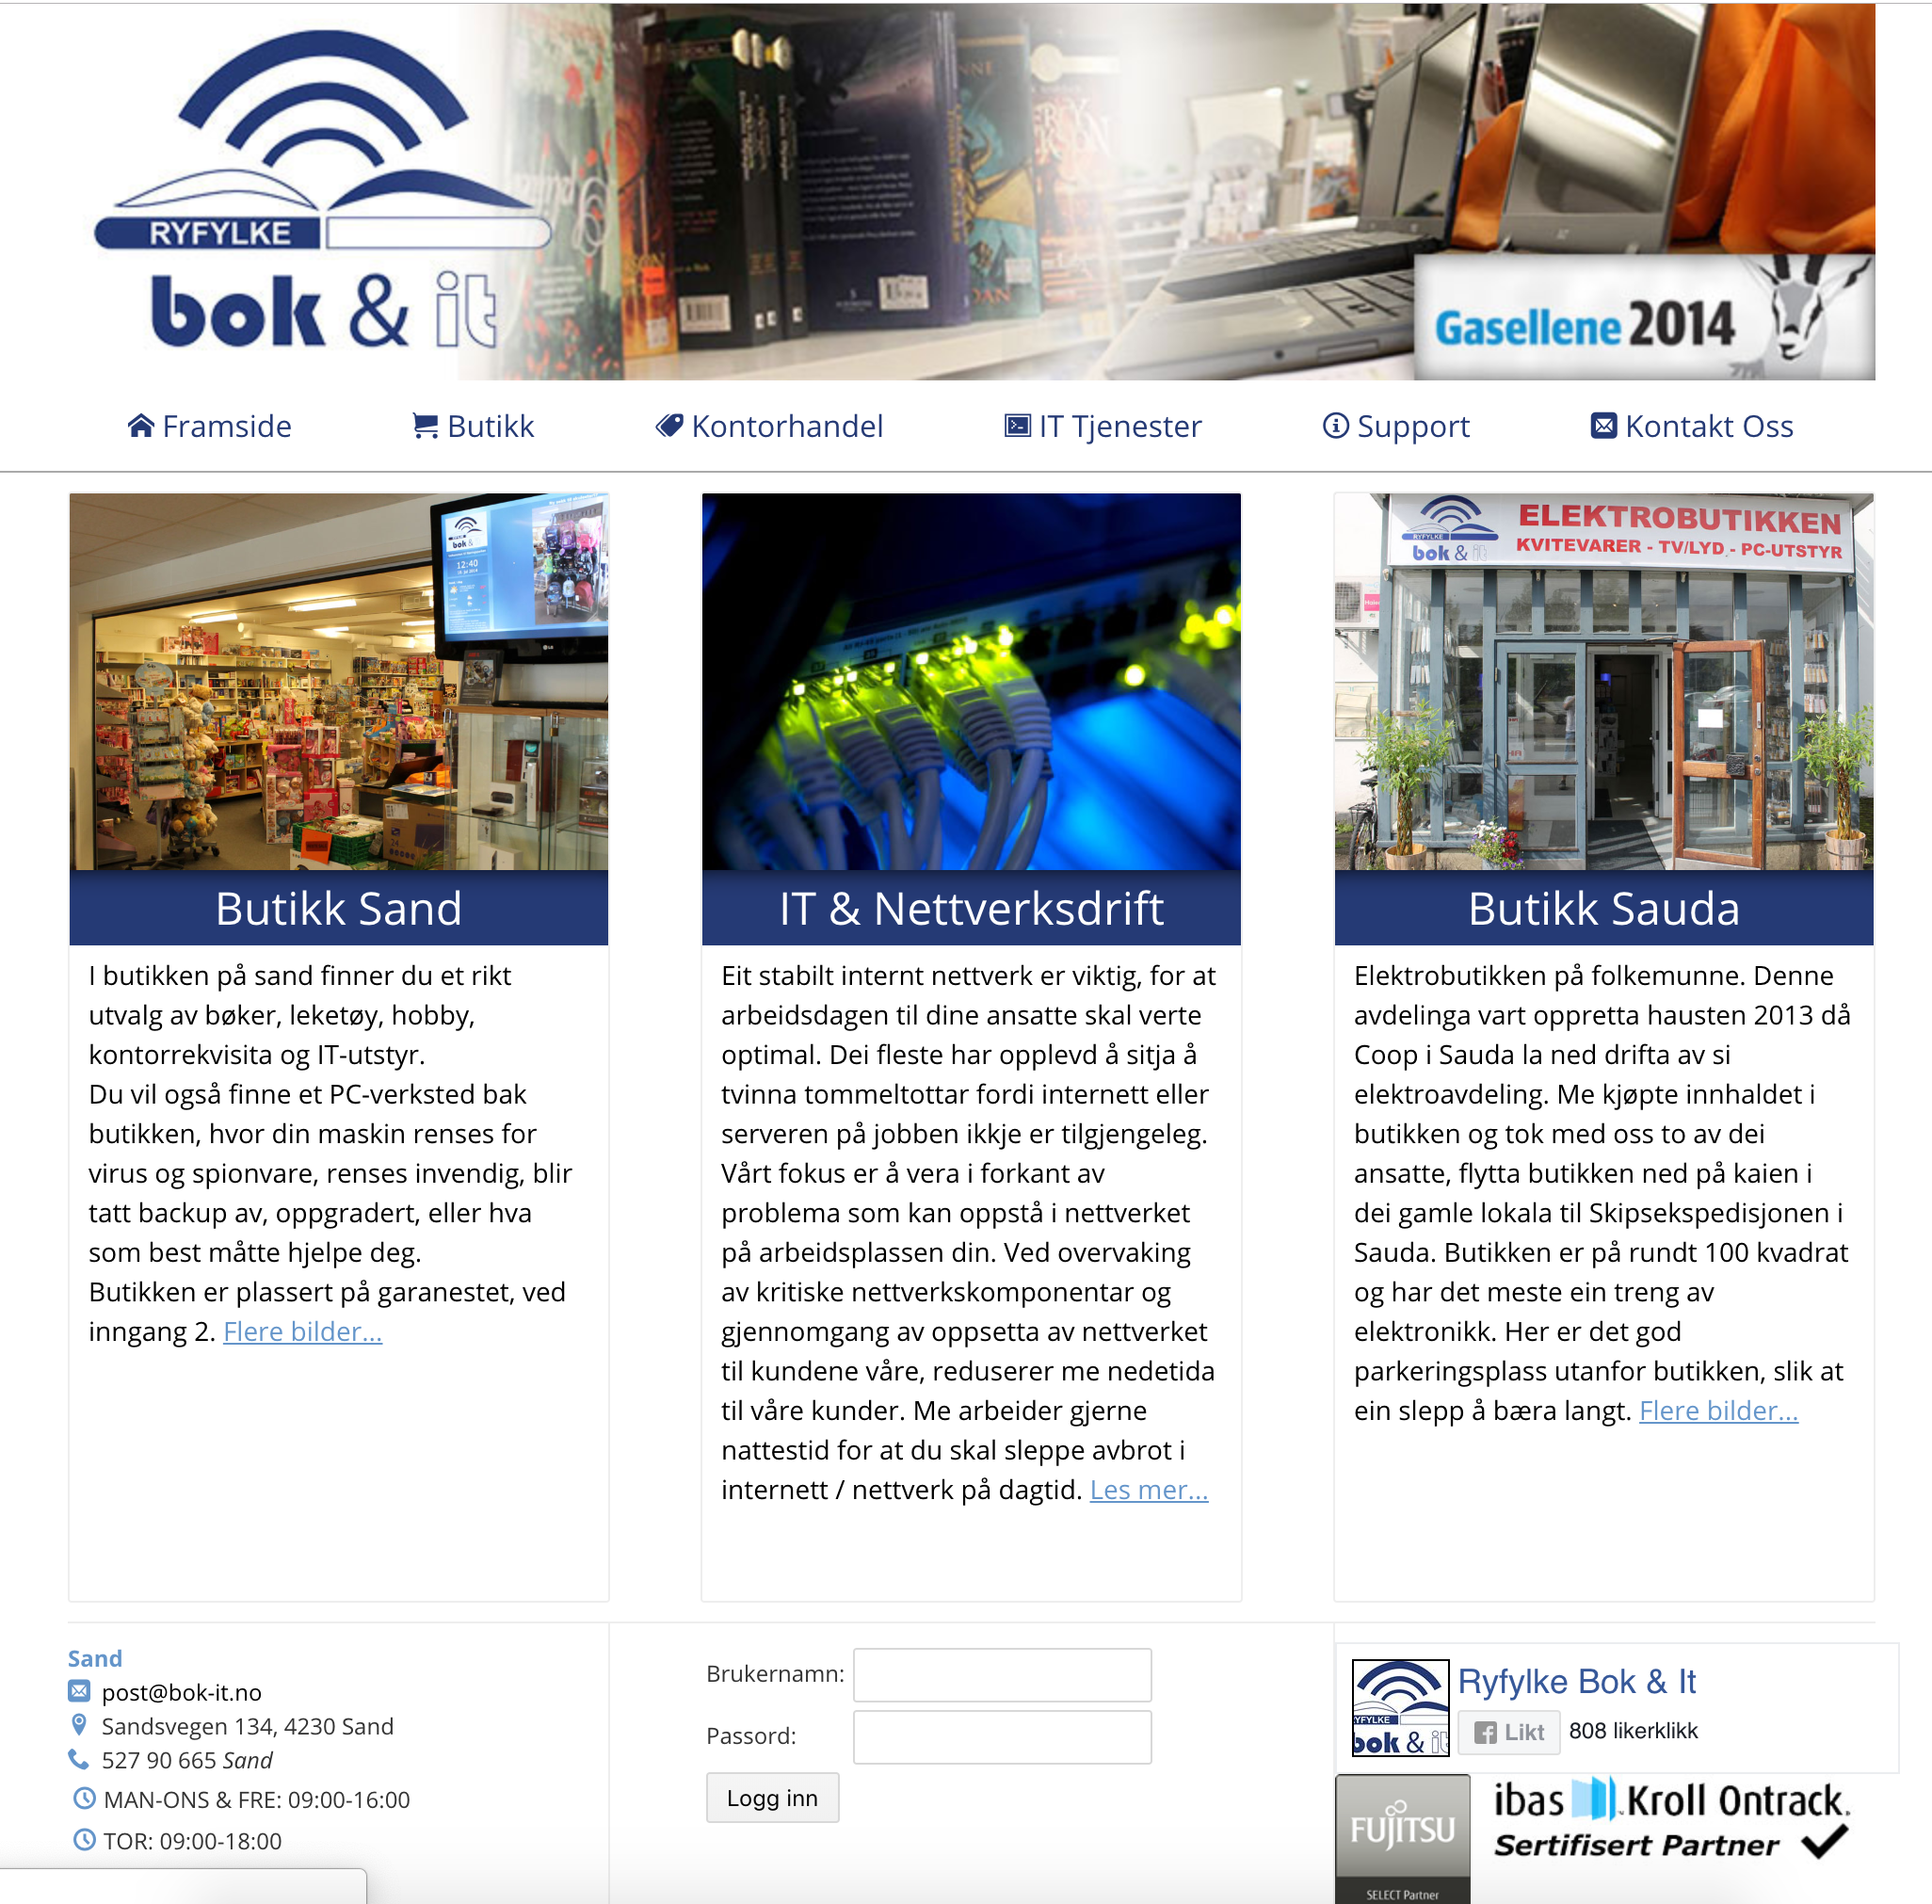 RYFYLKE
bok & it
Gasellene 2014
Framside
Butikk
Kontorhandel
IT Tjenester
Support
Kontakt Oss
bok & it
12:40
Butikk Sand
I butikken på sand finner du et rikt
utvalg av bøker, leketøy, hobby,
kontorrekvisita og IT-utstyr.
Du vil også finne et PC-verksted bak
butikken, hvor din maskin renses for
virus og spionvare, renses invendig, blir
tatt backup av, oppgradert, eller hva
som best måtte hjelpe deg.
Butikken er plassert på garanestet, ved
inngang 2. Flere bilder...
IT & Nettverksdrift
Eit stabilt internt nettverk er viktig, for at
arbeidsdagen til dine ansatte skal verte
optimal. Dei fleste har opplevd å sitja å
tvinna tommeltottar fordi internett eller
serveren på jobben ikkje er tilgjengeleg.
Vårt fokus er å vera i forkant av
problema som kan oppstå i nettverket
på arbeidsplassen din. Ved overvaking
av kritiske nettverkskomponentar og
gjennomgang av oppsetta av nettverket
til kundene våre, reduserer me nedetida
til våre kunder. Me arbeider gjerne
nattestid for at du skal sleppe avbrot i
internett / nettverk på dagtid. Les mer...
RYFYLKE
bok & it
ELEKTROBUTIKKEN
KVITEVARER - TV/LYD - PC-UTSTYR
Butikk Sauda
Elektrobutikken på folkemunne. Denne
avdelinga vart oppretta hausten 2013 då
Coop i Sauda la ned drifta av si
elektroavdeling. Me kjøpte innhaldet i
butikken og tok med oss to av dei
ansatte, flytta butikken ned på kaien i
dei gamle lokala til Skipsekspedisjonen i
Sauda. Butikken er på rundt 100 kvadrat
og har det meste ein treng av
elektronikk. Her er det god
parkeringsplass utanfor butikken, slik at
ein slepp å bæra langt. Flere bilder...
Sand
post@bok-it.no
Sandsvegen 134, 4230 Sand
527 90 665 Sand
MAN-ONS & FRE: 09:00-16:00
TOR: 09:00-18:00
Brukernamn:
Passord:
Logg inn
YFYLKE
bok & it
Ryfylke Bok & It
Likt
808 likerklikk
FUJITSU
SELECT Partner
ibas Kroll Ontrack.
Sertifisert Partner